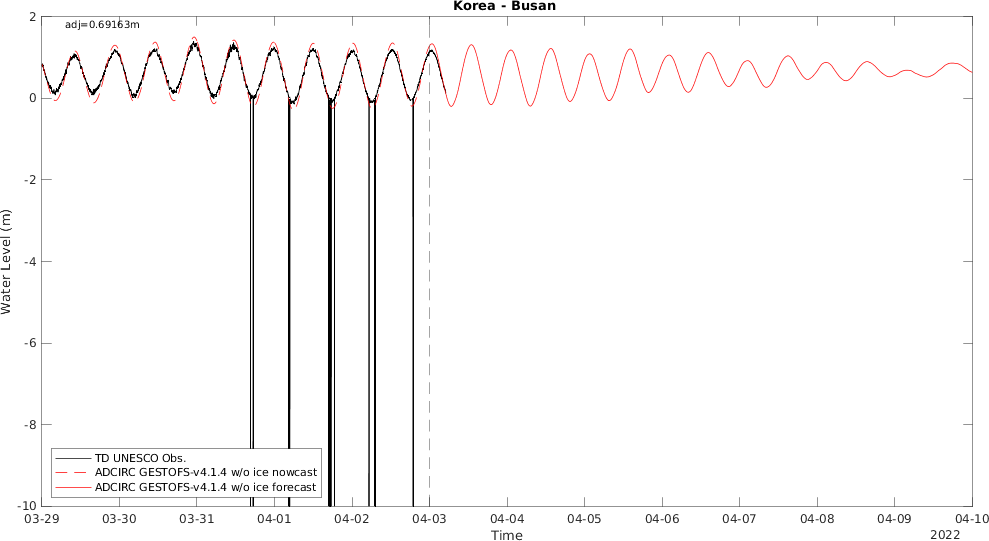 Korea - Busan
adj=0.69163m
2
0
-2
-4
-6
-8
-10
Water Level (m)
TD UNESCO Obs.
ADCIRC GESTOFS-v4.1.4 w/o ice nowcast
ADCIRC GESTOFS-v4.1.4 w/o ice forecast
03-29 03-30 03-31 04-01 04-02 04-03 04-04 04-05 04-06 04-07 04-08 04-09 04-10
Time
2022